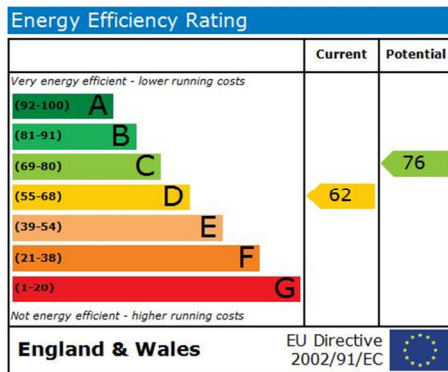 Energy Efficiency Rating
Current Potential
Very energy efficient - lower running costs
(92-100) A
(81-91) B
(69-80) C
76
(55-68) D
62
(39-54) E
(21-38) F
(1-20) G
Not energy efficient - higher running costs
England & Wales
EU Directive
2002/91/EC